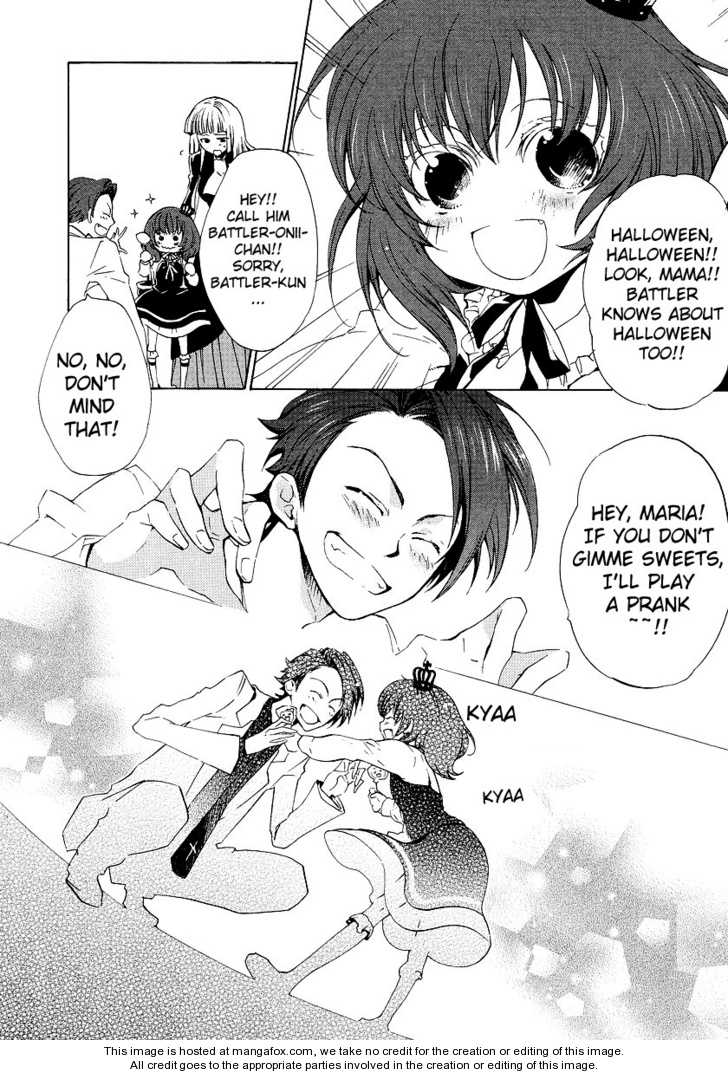 HALLOWEEN,
HALLOWEEN!!
LOOK, MAMA!!
BATTLER
KNOWS ABOUT
HALLOWEEN
TOO!!
HEY!!
CALL HIM
BATTLER-ONII-
CHAN!!
SORRY,
BATTLER-KUN
...
NO, NO,
DON'T
MIND
THAT!
HEY, MARIA!
IF YOU DON'T
GIMME SWEETS,
I'LL PLAY
A PRANK
~~!!
KYAA
KYAA
This image is hosted at mangafox.com, we take no credit for the creation or editing of this image.
All credit goes to the appropriate parties involved in the creation or editing of this image.